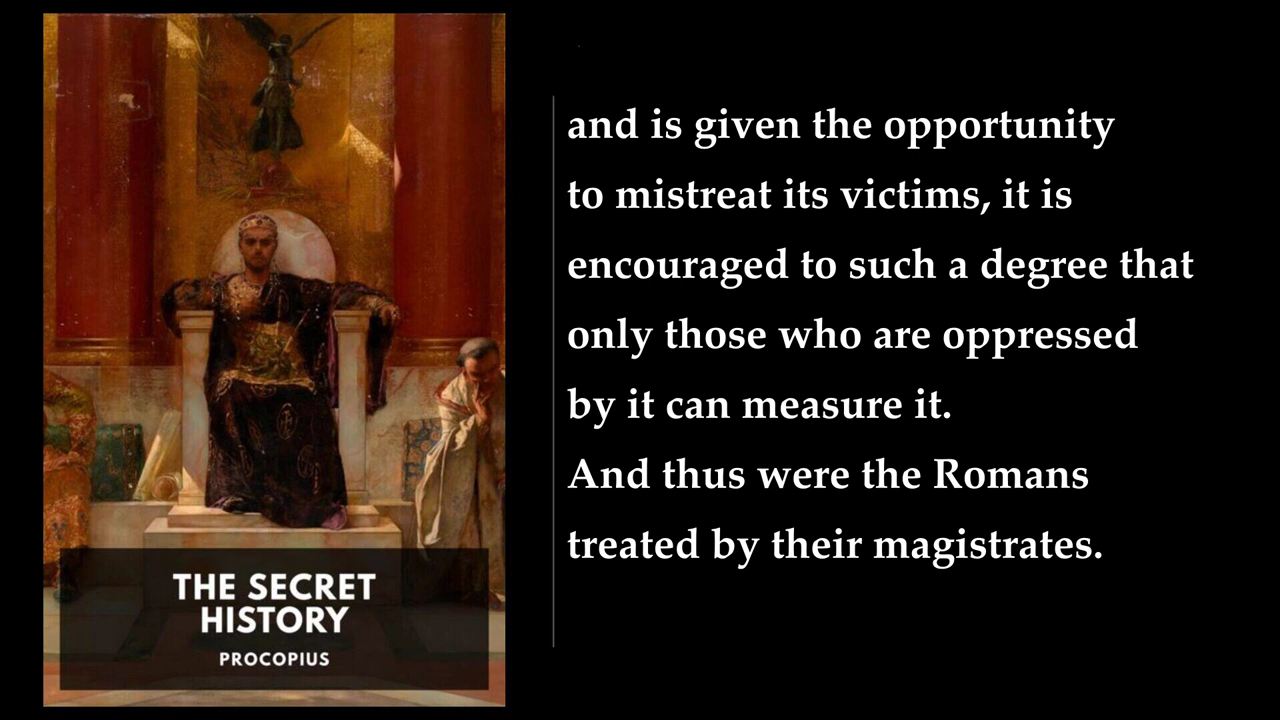 THE SECRET
HISTORY
PROCOPIUS
and is given the opportunity
to mistreat its victims, it is
encouraged to such a degree that
only those who are oppressed
by it can measure it.
And thus were the Romans
treated by their magistrates.